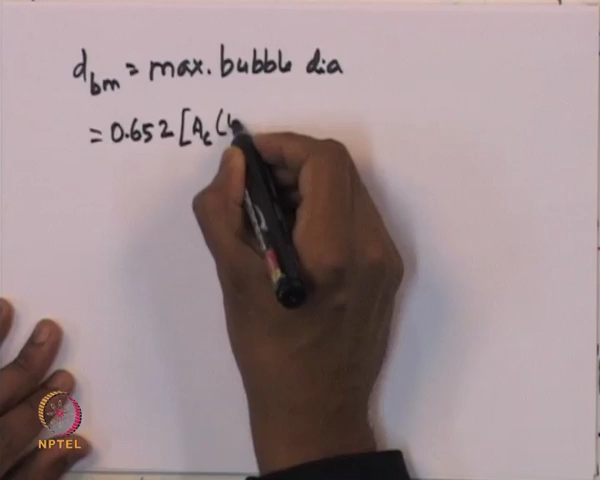 d_bm = max. bubble dia
= 0.652 [A_c (
NPTEL